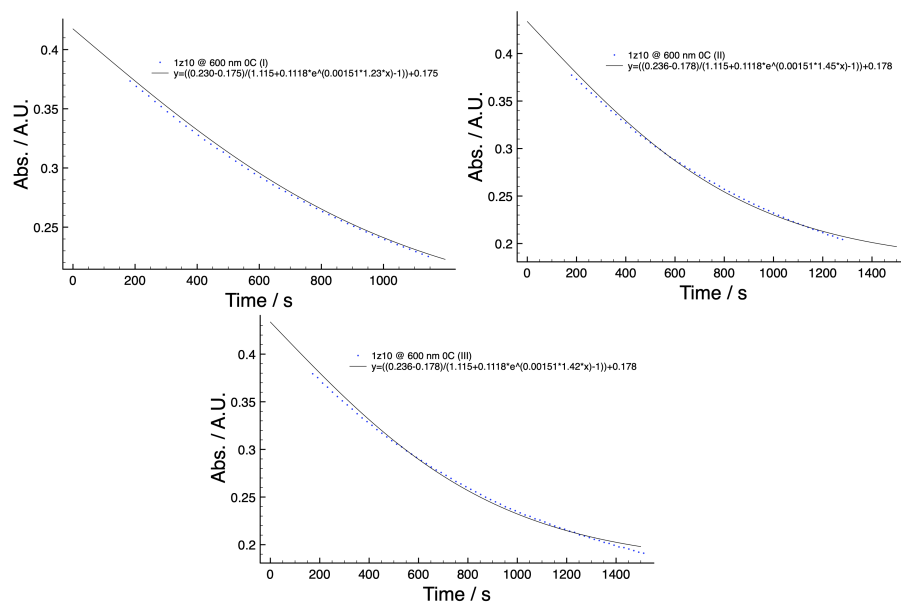 0.4
0.35
0.3
0.25
Abs. / A.U.
1z10 @ 600 nm 0C (I)
y=((0.230-0.175)/(1.115+0.1118*e^(0.00151*1.23*x)-1))+0.175
0 200 400 600 800 1000
Time / s
0.4
0.35
0.3
0.25
0.2
Abs. / A.U.
1z10 @ 600 nm 0C (II)
y=((0.236-0.178)/(1.115+0.1118*e^(0.00151*1.45*x)-1))+0.178
0 200 400 600 800 1000 1200 1400
Time / s
0.4
0.35
0.3
0.25
0.2
Abs. / A.U.
1z10 @ 600 nm 0C (III)
y=((0.236-0.178)/(1.115+0.1118*e^(0.00151*1.42*x)-1))+0.178
0 200 400 600 800 1000 1200 1400
Time / s